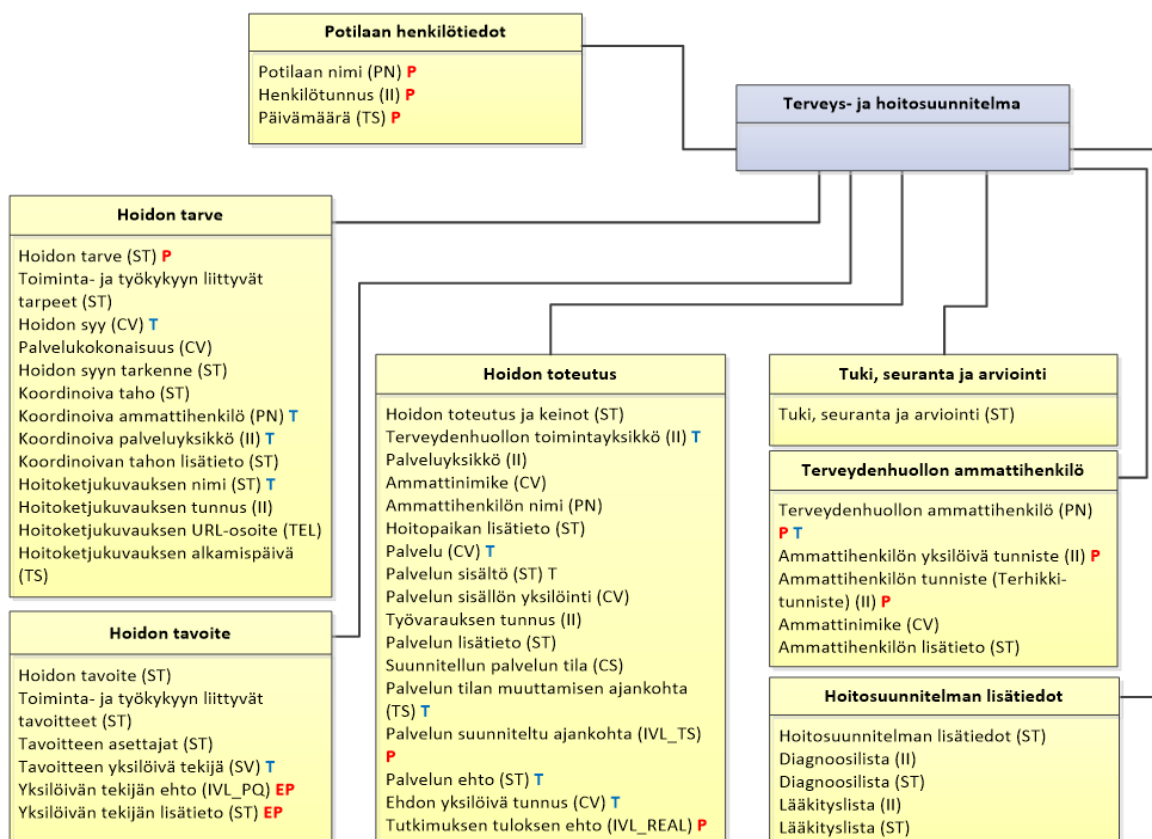 Potilaan henkilötiedot
Potilaan nimi (PN) P
Henkilötunnus (II) P
Päivämäärä (TS) P
Terveys- ja hoitosuunnitelma
Hoidon tarve
Hoidon tarve (ST) P
Toiminta- ja työkykyyn liittyvät
tarpeet (ST)
Hoidon syy (CV) T
Palvelukokonaisuus (CV)
Hoidon syyn tarkenne (ST)
Koordinoiva taho (ST)
Koordinoiva ammattihenkilö (PN) T
Koordinoiva palveluyksikkö (II) T
Koordinoivan tahon lisätieto (ST)
Hoitoketjukuvauksen nimi (ST) T
Hoitoketjukuvauksen tunnus (II)
Hoitoketjukuvauksen URL-osoite (TEL)
Hoitoketjukuvauksen alkamispäivä
(TS)
Hoidon tavoite
Hoidon tavoite (ST)
Toiminta- ja työkykyyn liittyvät
tavoitteet (ST)
Tavoitteen asettajat (ST)
Tavoitteen yksilöivä tekijä (SV) T
Yksilöivän tekijän ehto (IVL_PQ) EP
Yksilöivän tekijän lisätieto (ST) EP
Hoidon toteutus
Hoidon toteutus ja keinot (ST)
Terveydenhuollon toimintayksikkö (II) T
Palveluyksikkö (II)
Ammattinimike (CV)
Ammattihenkilön nimi (PN)
Hoitopaikan lisätieto (ST)
Palvelu (CV) T
Palvelun sisältö (ST) T
Palvelun sisällön yksilöinti (CV)
Työvarauksen tunnus (II)
Palvelun lisätieto (ST)
Suunnitellun palvelun tila (CS)
Palvelun tilan muuttamisen ajankohta
(TS) T
Palvelun suunniteltu ajankohta (IVL_TS)
P
Palvelun ehto (ST) T
Ehdon yksilöivä tunnus (CV) T
Tutkimuksen tuloksen ehto (IVL_REAL) P
Tuki, seuranta ja arviointi
Tuki, seuranta ja arviointi (ST)
Terveydenhuollon ammattihenkilö
Terveydenhuollon ammattihenkilö (PN)
P T
Ammattihenkilön yksilöivä tunniste (II) P
Ammattihenkilön tunniste (Terhikki-
tunniste) (II) P
Ammattinimike (CV)
Ammattihenkilön lisätieto (ST)
Hoitosuunnitelman lisätiedot
Hoitosuunnitelman lisätiedot (ST)
Diagnoosilista (II)
Diagnoosilista (ST)
Lääkityslista (II)
Lääkityslista (ST)